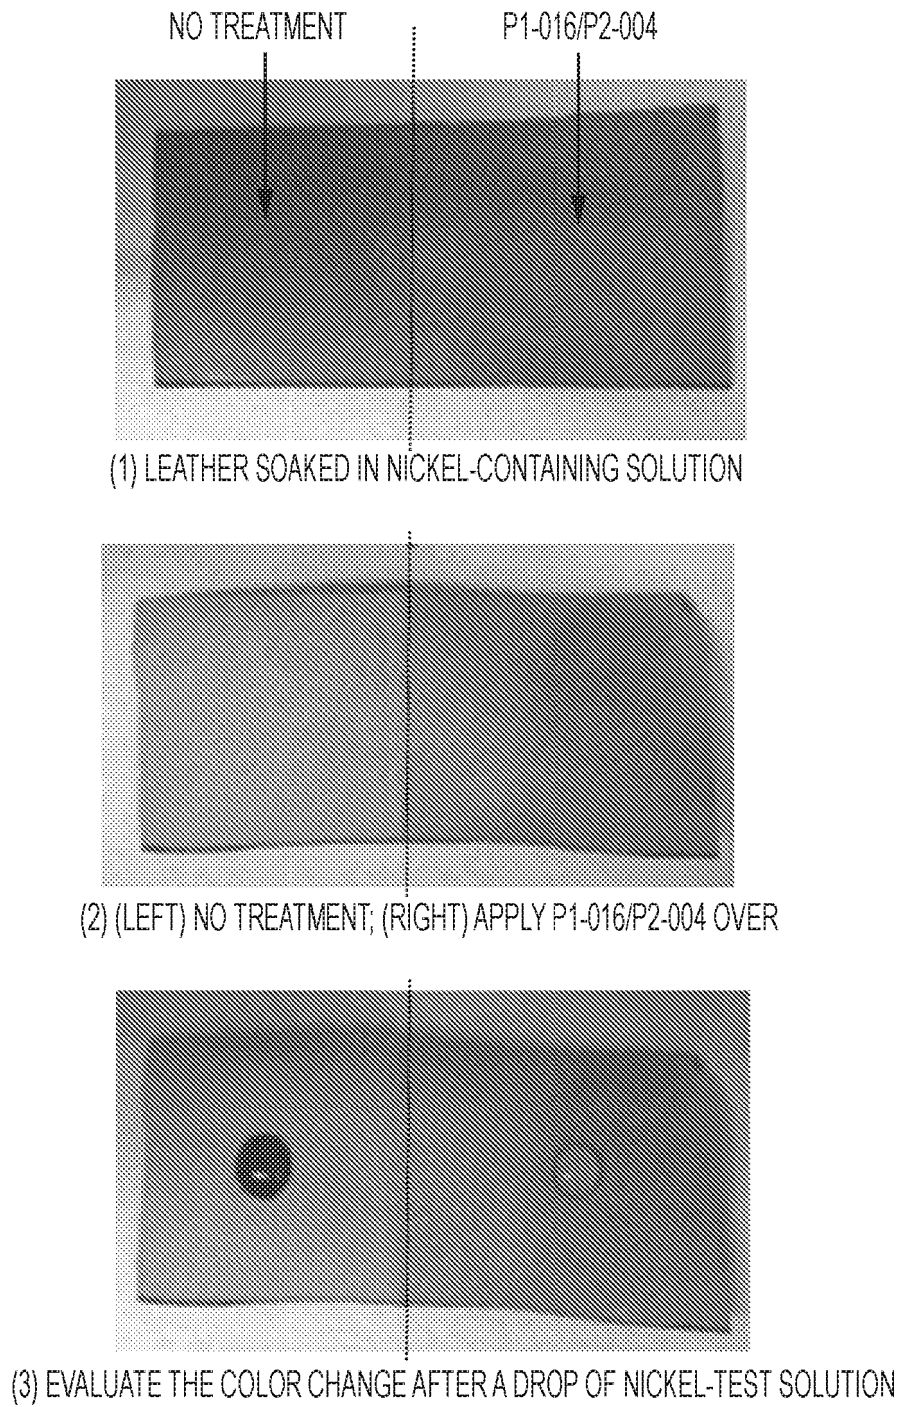 NO TREATMENT
P1-016/P2-004
(1) LEATHER SOAKED IN NICKEL-CONTAINING SOLUTION
(2) (LEFT) NO TREATMENT; (RIGHT) APPLY P1-016/P2-004 OVER
(3) EVALUATE THE COLOR CHANGE AFTER A DROP OF NICKEL-TEST SOLUTION